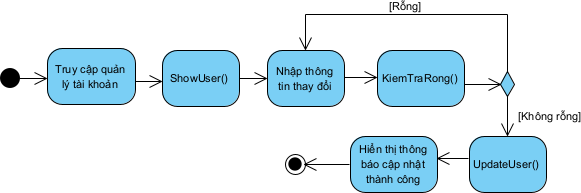 [Rỗng]
Truy cập quản
lý tài khoản
ShowUser()
Nhập thông
tin thay đổi
KiemTraRong()
[Không rỗng]
Hiển thị thông
báo cập nhật
thành công
UpdateUser()